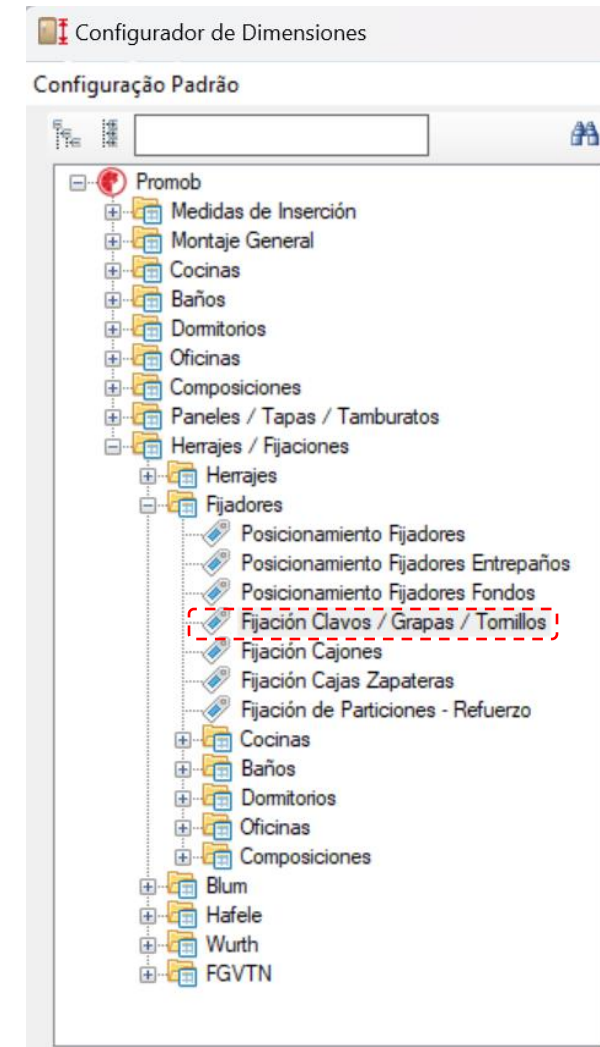 Configurador de Dimensiones
Configuração Padrão
Promob
Medidas de Inserción
Montaje General
Cocinas
Baños
Dormitorios
Oficinas
Composiciones
Paneles / Tapas / Tamburatos
Herrajes / Fijaciones
Herrajes
Fijadores
Posicionamiento Fijadores
Posicionamiento Fijadores Entrepaños
Posicionamiento Fijadores Fondos
Fijación Clavos / Grapas / Tornillos
Fijación Cajones
Fijación Cajas Zapateras
Fijación de Particiones - Refuerzo
Cocinas
Baños
Dormitorios
Oficinas
Composiciones
Blum
Hafele
Wurth
FGVTN